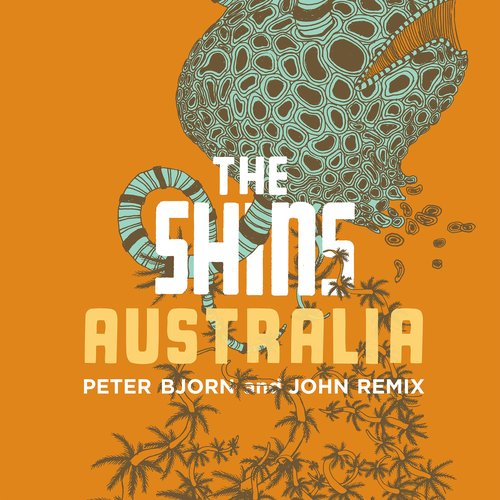 THE
SHINS
AUSTRALIA
PETER BJORN and JOHN REMIX